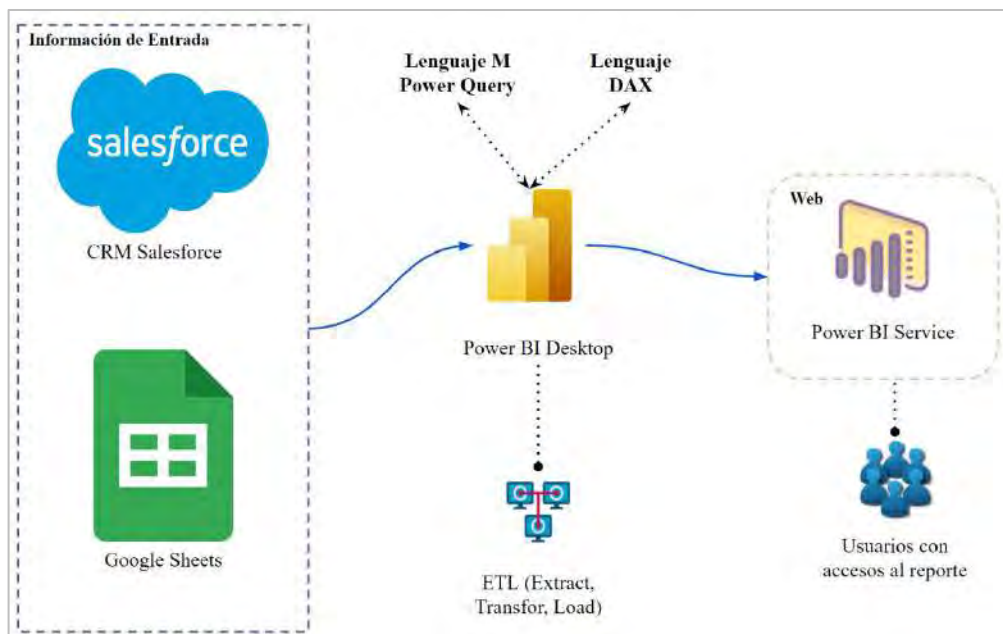 Información de Entrada
salesforce
CRM Salesforce
Google Sheets
Lenguaje M
Power Query
Lenguaje
DAX
Power BI Desktop
ETL (Extract,
Transfor, Load)
Web
Power BI Service
Usuarios con
accesos al reporte